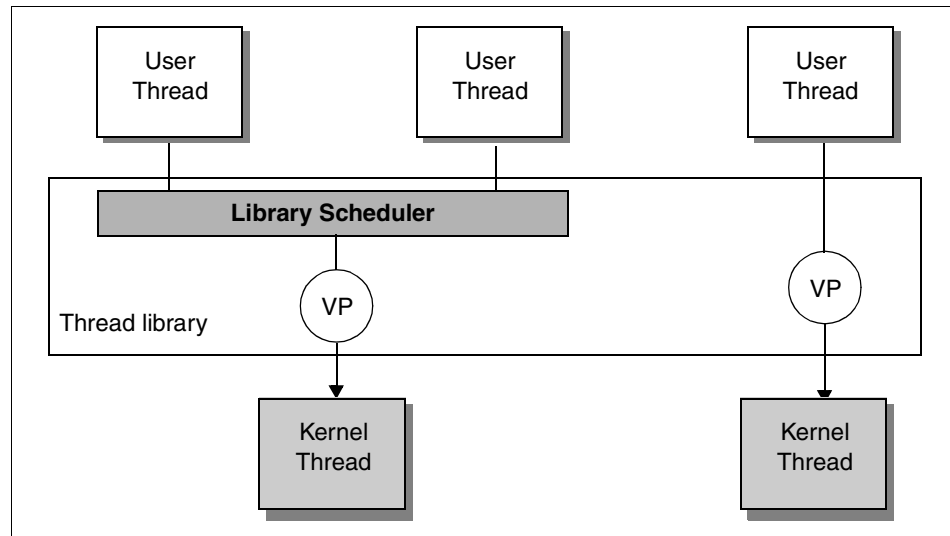 User
Thread
User
Thread
User
Thread
Library Scheduler
VP
VP
Thread library
Kernel
Thread
Kernel
Thread